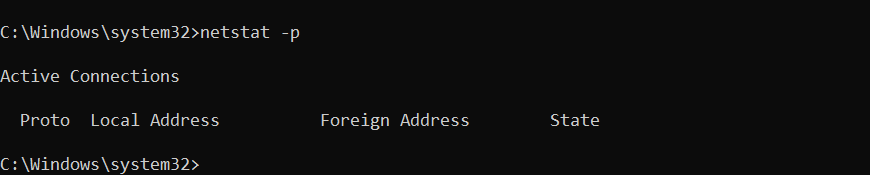 C:\Windows\system32>netstat -p
Active Connections
Proto  Local Address          Foreign Address        State
C:\Windows\system32>